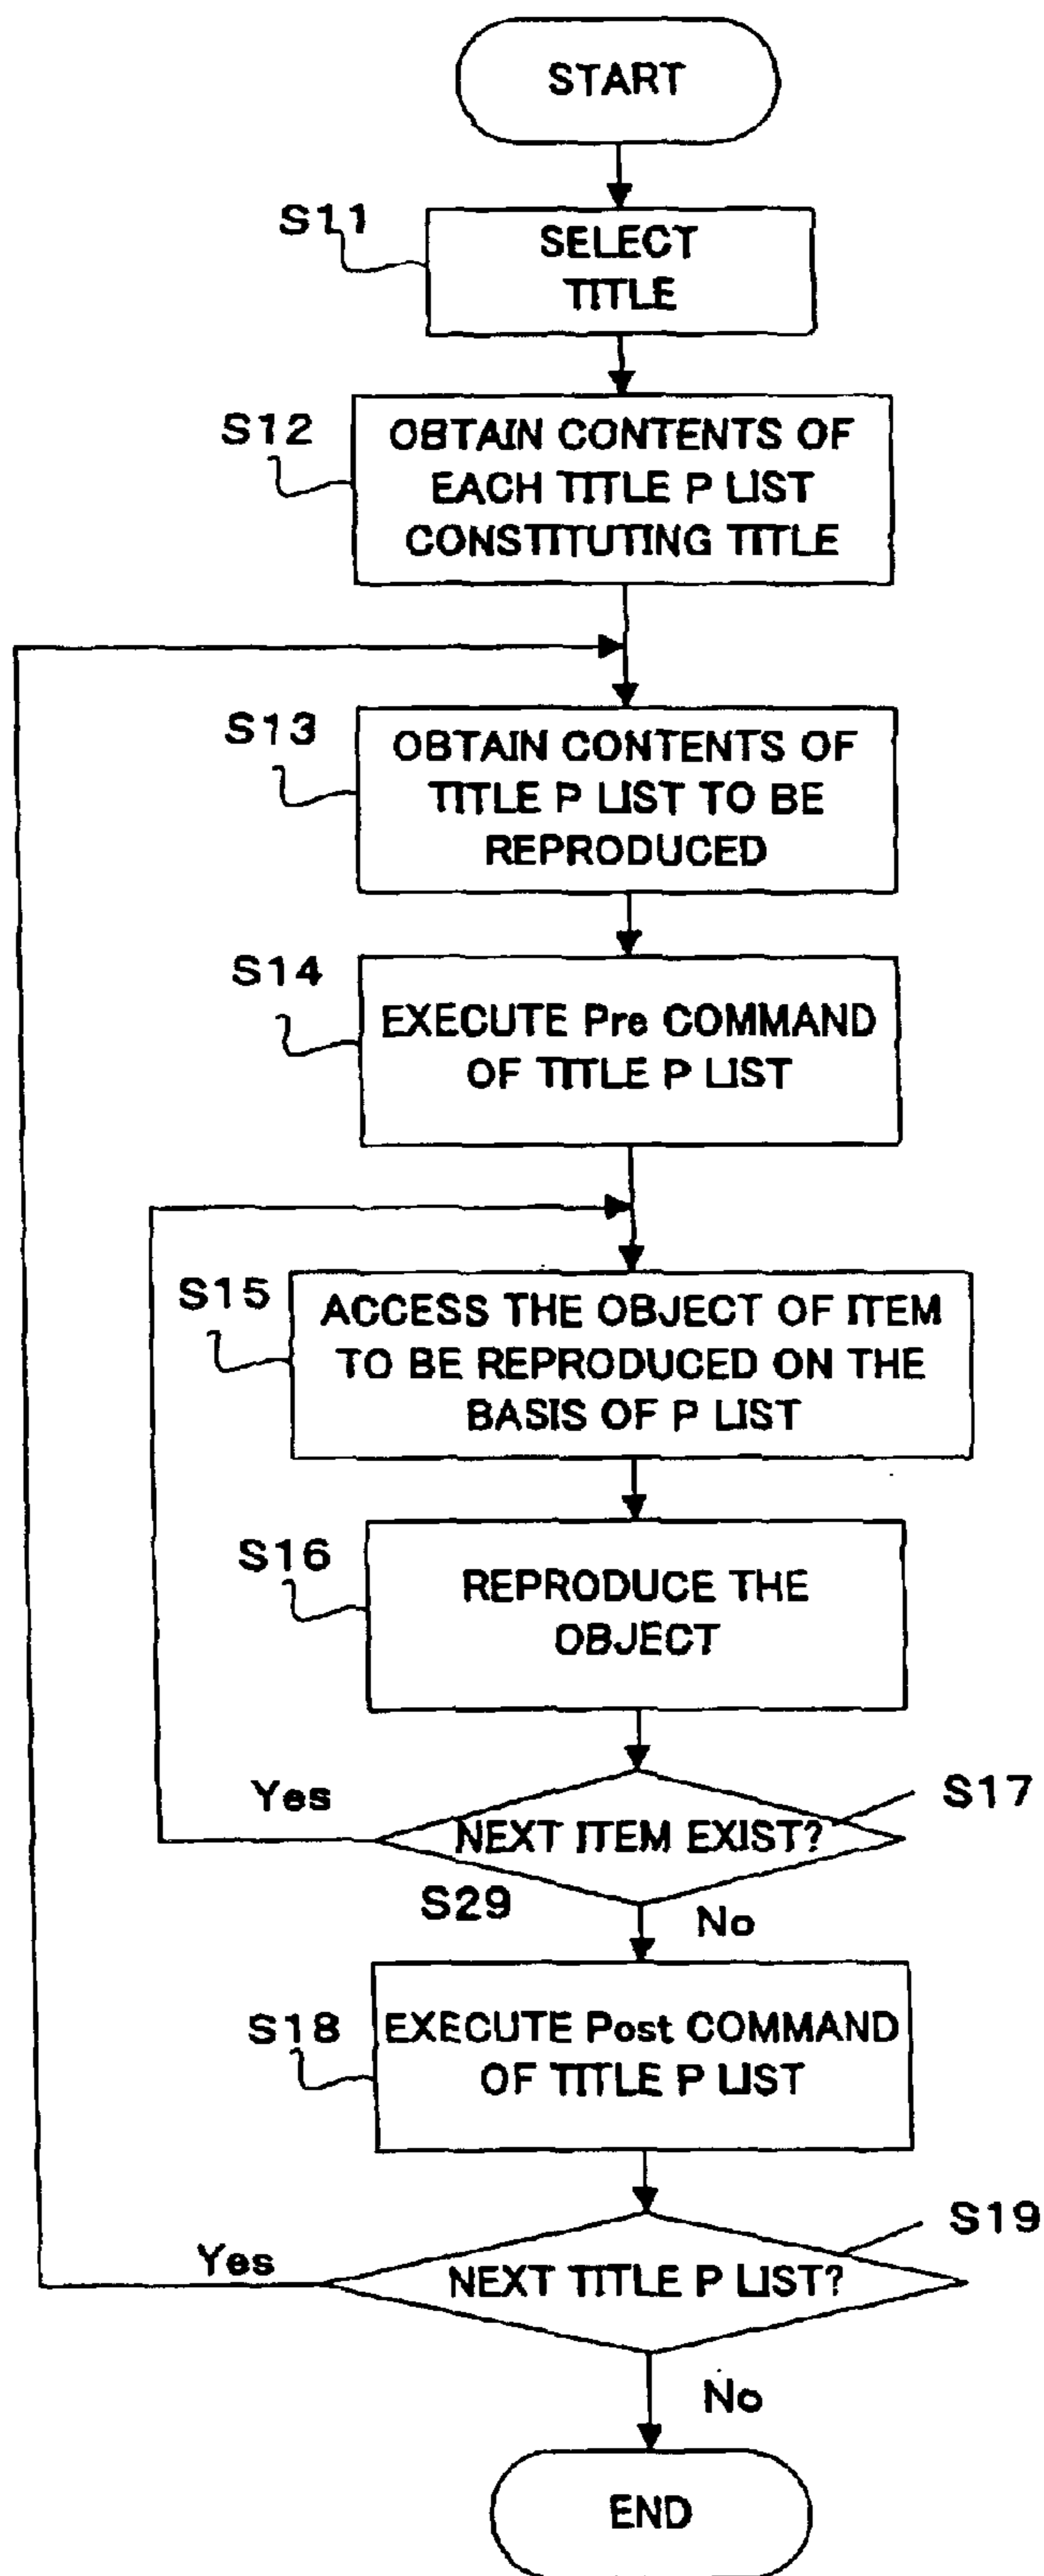 START
S11
SELECT
TITLE
S12
OBTAIN CONTENTS OF
EACH TITLE P LIST
CONSTITUTING TITLE
S13
OBTAIN CONTENTS OF
TITLE P LIST TO BE
REPRODUCED
S14
EXECUTE Pre COMMAND
OF TITLE P LIST
S15
ACCESS THE OBJECT OF ITEM
TO BE REPRODUCED ON THE
BASIS OF P LIST
S16
REPRODUCE THE
OBJECT
Yes
NEXT ITEM EXIST?
S17
S29
No
S18
EXECUTE Post COMMAND
OF TITLE P LIST
S19
Yes
NEXT TITLE P LIST?
No
END